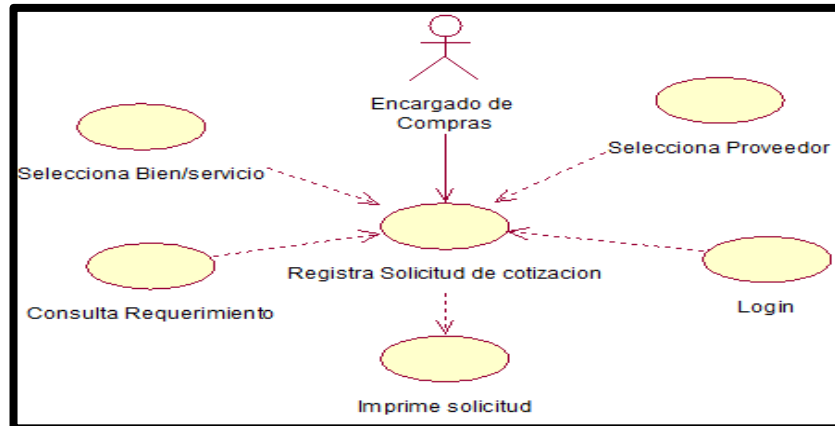 Encargado de
Compras
Selecciona Proveedor
Selecciona Bien/servicio
Registra Solicitud de cotizacion
Consulta Requerimiento
Login
Imprime solicitud